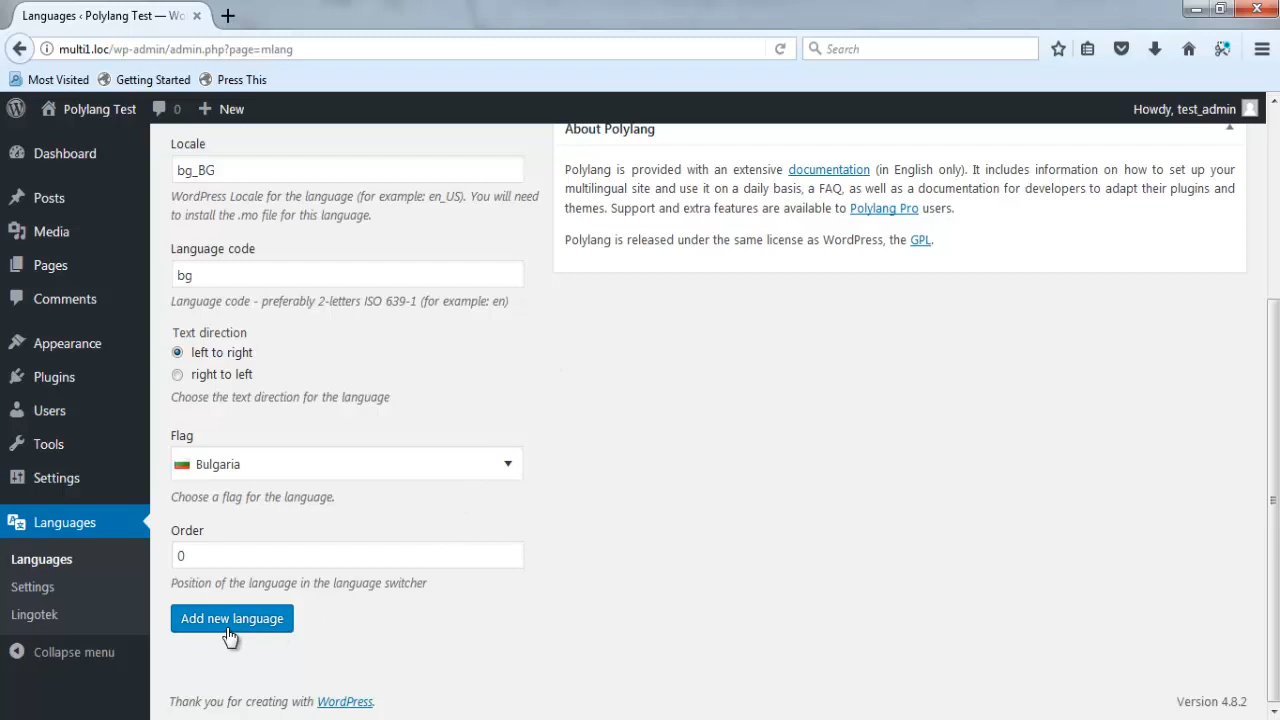 Languages ‹ Polylang Test — Wo
multi1.loc/wp-admin/admin.php?page=mlang
Search
Most Visited
Getting Started
Press This
Polylang Test
0
New
Howdy, test_admin
Dashboard
Posts
Media
Pages
Comments
Appearance
Plugins
Users
Tools
Settings
Languages
Languages
Settings
Lingotek
Collapse menu
Locale
bg_BG
WordPress Locale for the language (for example: en_US). You will need
to install the .mo file for this language.
Language code
bg
Language code - preferably 2-letters ISO 639-1 (for example: en)
Text direction
left to right
right to left
Choose the text direction for the language
Flag
Bulgaria
Choose a flag for the language.
Order
0
Position of the language in the language switcher
Add new language
About Polylang
Polylang is provided with an extensive documentation (in English only). It includes information on how to set up your
multilingual site and use it on a daily basis, a FAQ, as well as a documentation for developers to adapt their plugins and
themes. Support and extra features are available to Polylang Pro users.
Polylang is released under the same license as WordPress, the GPL.
Thank you for creating with WordPress.
Version 4.8.2